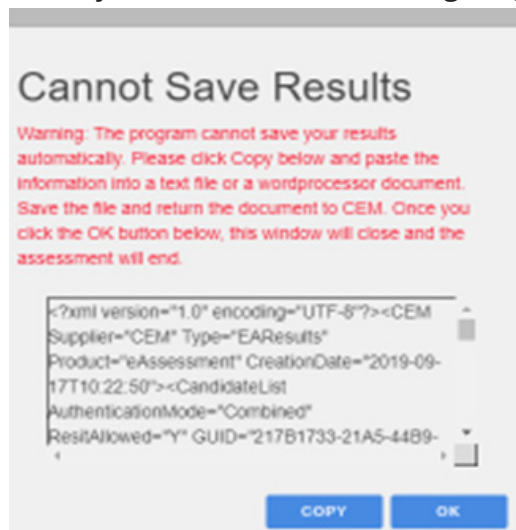 Cannot Save Results
Warning: The program cannot save your results
automatically. Please click Copy below and paste the
information into a text file or a wordprocessor document.
Save the file and return the document to CEM. Once you
click the OK button below, this window will close and the
assessment will end.
<?xml version="1.0" encoding="UTF-8"?><CEM
Supplier="CEM" Type="EAResults"
Product="eAssessment" CreationDate="2019-09-
17T10:22:50"><CandidateList
AuthenticationMode="Combined"
ResitAllowed="Y" GUID="217B1733-21A5-44B9-
COPY OK